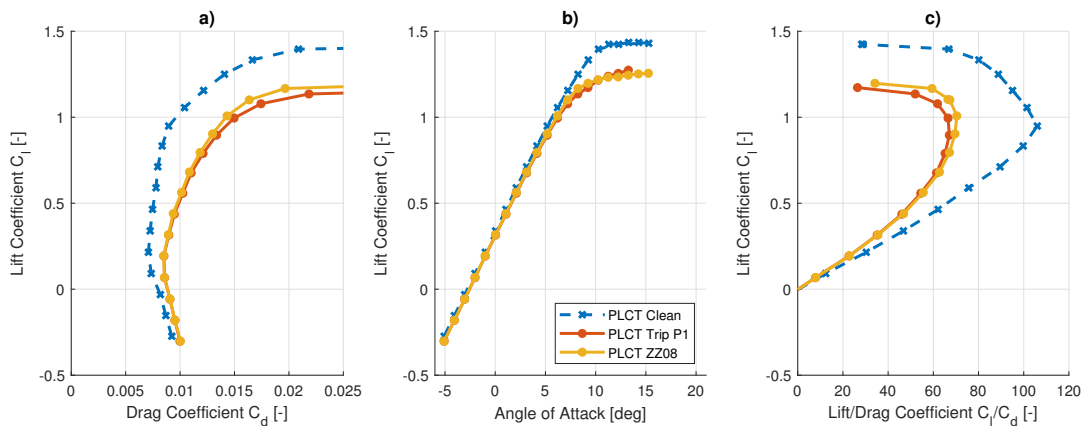 a)
Lift Coefficient C_l [-]
1.5
1
0.5
0
-0.5
0 0.005 0.01 0.015 0.02 0.025
Drag Coefficient C_d [-]
b)
Lift Coefficient C_l [-]
1.5
1
0.5
0
-0.5
-5 0 5 10 15 20
Angle of Attack [deg]
PLCT Clean
PLCT Trip P1
PLCT ZZ08
c)
Lift Coefficient C_l [-]
1.5
1
0.5
0
-0.5
0 20 40 60 80 100 120
Lift/Drag Coefficient C_l/C_d [-]